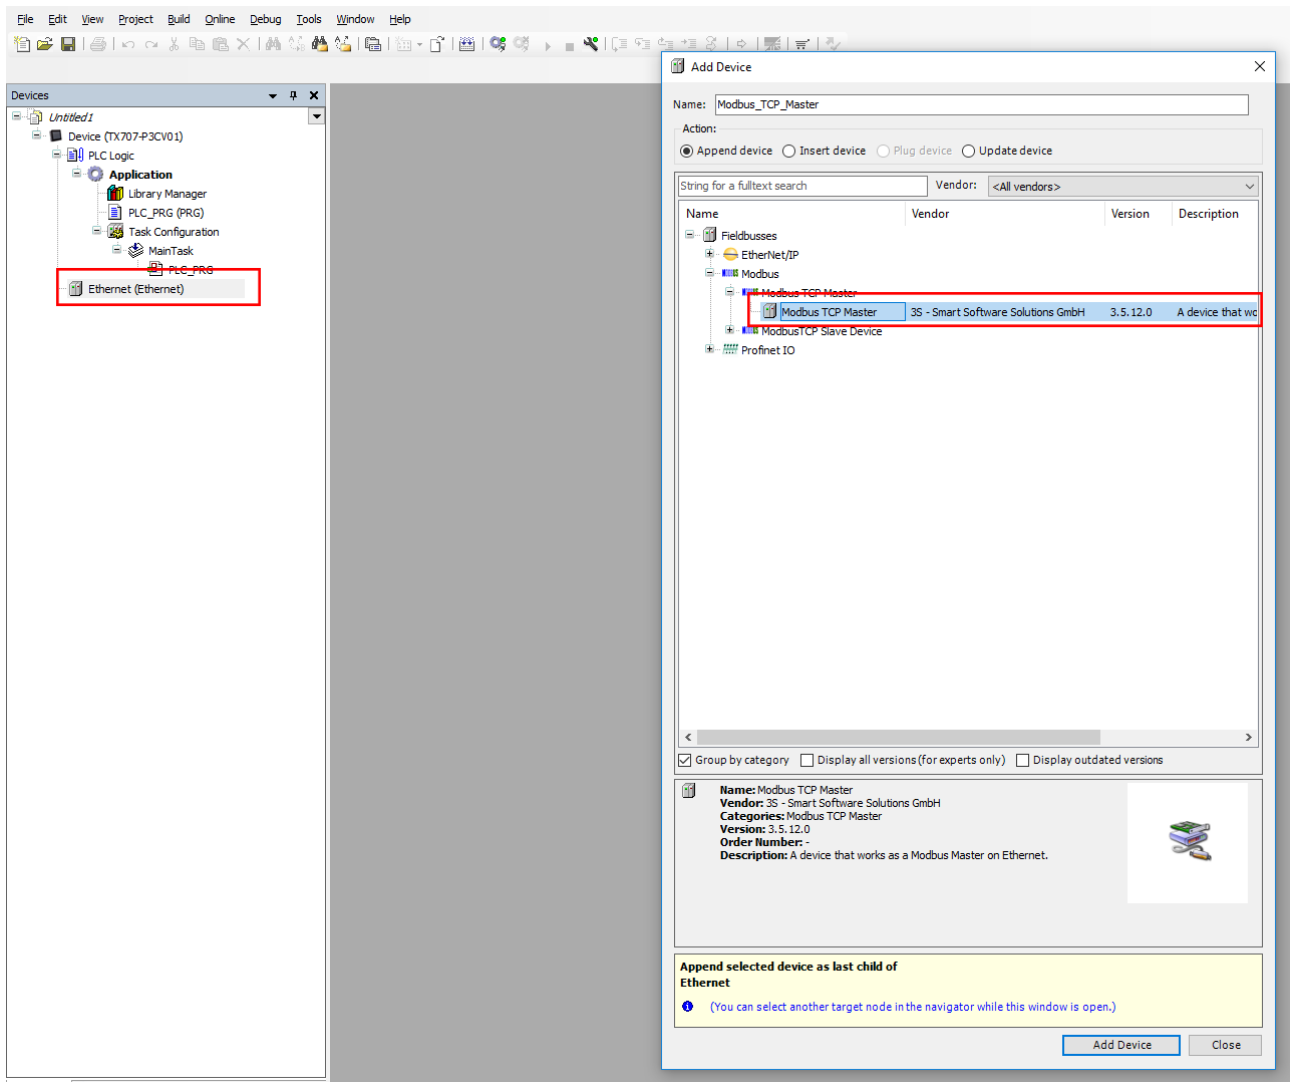 File Edit View Project Build Online Debug Tools Window Help
Devices
Untitled1
Device (TX707-P3CV01)
PLC Logic
Application
Library Manager
PLC_PRG (PRG)
Task Configuration
MainTask
PLC_PRG
Ethernet (Ethernet)
Add Device
Name: Modbus_TCP_Master
Action:
Append device Insert device Plug device Update device
String for a fulltext search Vendor: <All vendors>
Name Vendor Version Description
Fieldbusses
EtherNet/IP
Modbus
Modbus TCP Master
Modbus TCP Master 3S - Smart Software Solutions GmbH 3.5.12.0 A device that wo
ModbusTCP Slave Device
Profinet IO
Group by category Display all versions (for experts only) Display outdated versions
Name: Modbus TCP Master
Vendor: 3S - Smart Software Solutions GmbH
Categories: Modbus TCP Master
Version: 3.5.12.0
Order Number: -
Description: A device that works as a Modbus Master on Ethernet.
Append selected device as last child of
Ethernet
(You can select another target node in the navigator while this window is open.)
Add Device Close